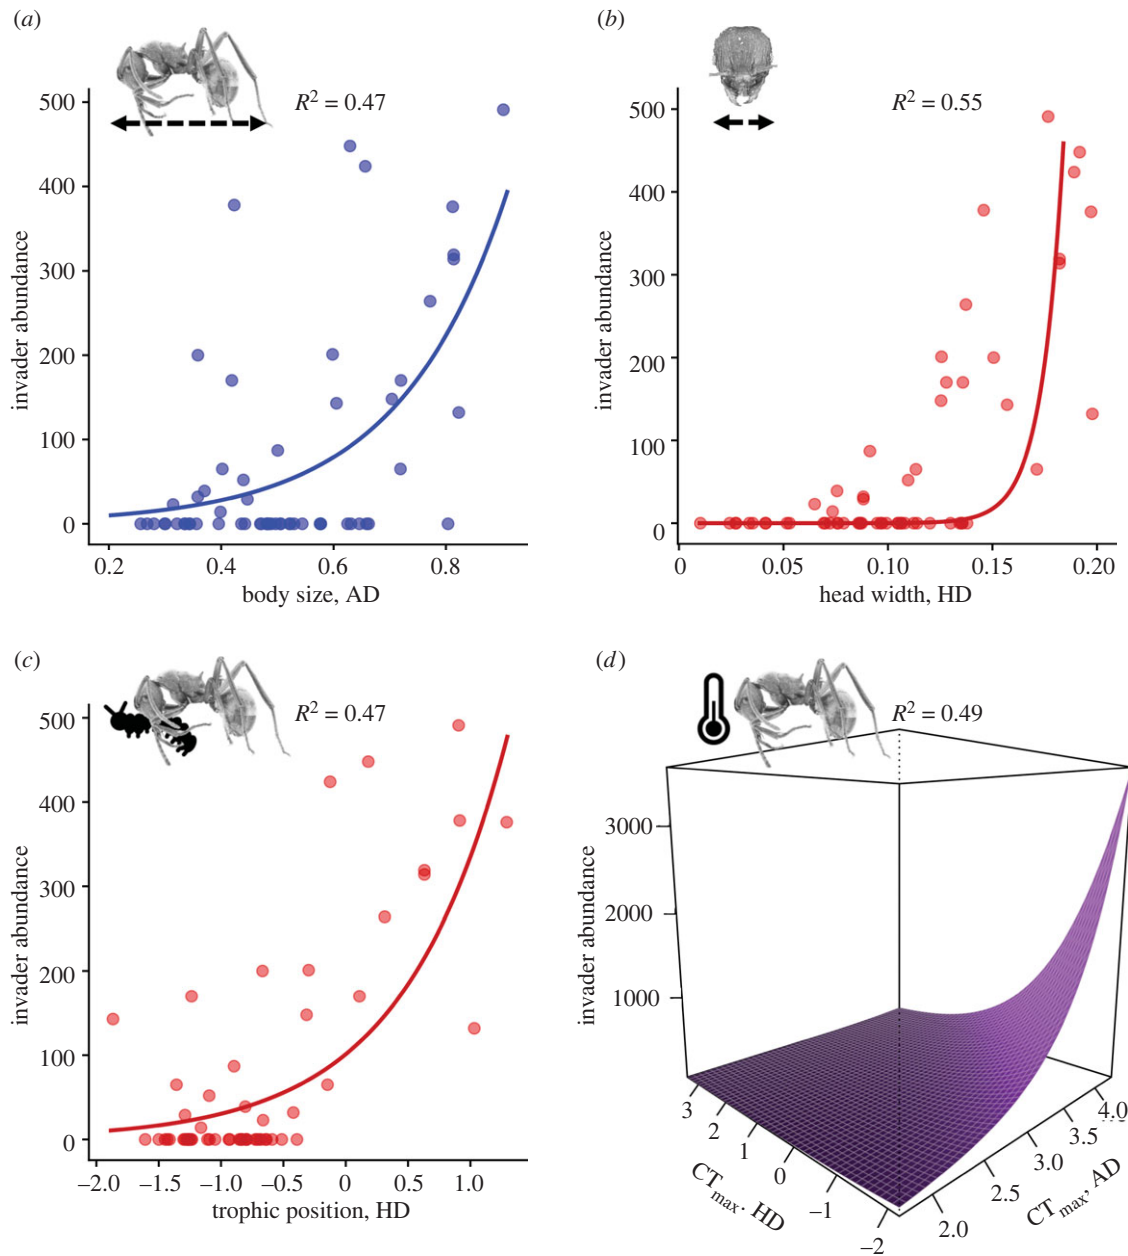 (a)
R² = 0.47
500
400
300
200
100
0
0.2 0.4 0.6 0.8
invader abundance
body size, AD
(b)
R² = 0.55
500
400
300
200
100
0
0 0.05 0.10 0.15 0.20
invader abundance
head width, HD
(c)
R² = 0.47
500
400
300
200
100
0
−2.0 −1.5 −1.0 −0.5 0 0.5 1.0
invader abundance
trophic position, HD
(d)
R² = 0.49
3000
2000
1000
invader abundance
3 2 1 0 −1 −2
CTmax. HD
2.0 2.5 3.0 3.5 4.0
CTmax, AD